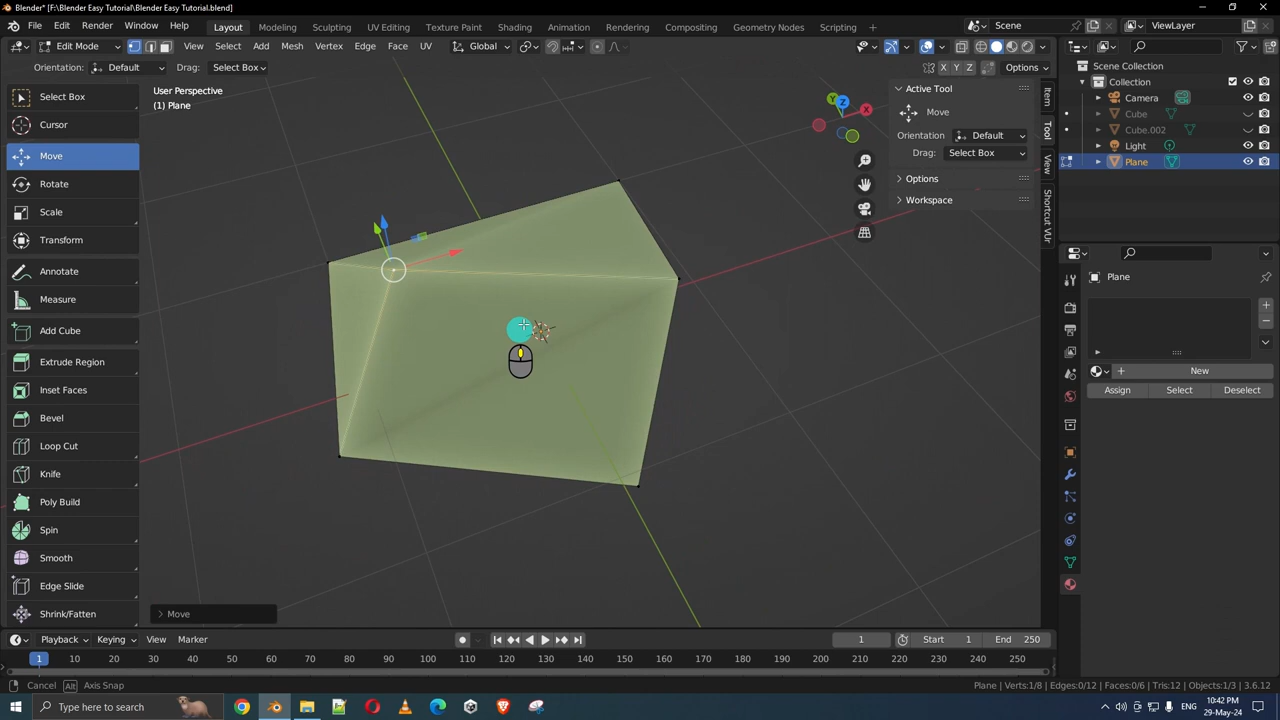 Blender* [F:\Blender Easy Tutorial\Blender Easy Tutorial.blend]
File Edit Render Window Help Layout Modeling Sculpting UV Editing Texture Paint Shading Animation Rendering Compositing Geometry Nodes Scripting Scene ViewLayer
Edit Mode View Select Add Mesh Vertex Edge Face UV Global
Orientation: Default Drag: Select Box X Y Z Options
User Perspective
(1) Plane
Select Box
Cursor
Move
Rotate
Scale
Transform
Annotate
Measure
Add Cube
Extrude Region
Inset Faces
Bevel
Loop Cut
Knife
Poly Build
Spin
Smooth
Edge Slide
Shrink/Fatten
Move
Y Z X
Active Tool
Move
Orientation Default
Drag: Select Box
Options
Workspace
Item
Tool
View
Shortcut VUr
Scene Collection
Collection
Camera
Cube
Cube.002
Light
Plane
Plane
New
Assign Select Deselect
Playback Keying View Marker 1 Start 1 End 250
1 10 20 30 40 50 60 70 80 90 100 110 120 130 140 150 160 170 180 190 200 210 220 230 240 250
Cancel Alt Axis Snap Plane | Verts:1/8 | Edges:0/12 | Faces:0/6 | Tris:12 | Objects:1/3 | 3.6.12
Type here to search ENG 10:42 PM
29-May-24